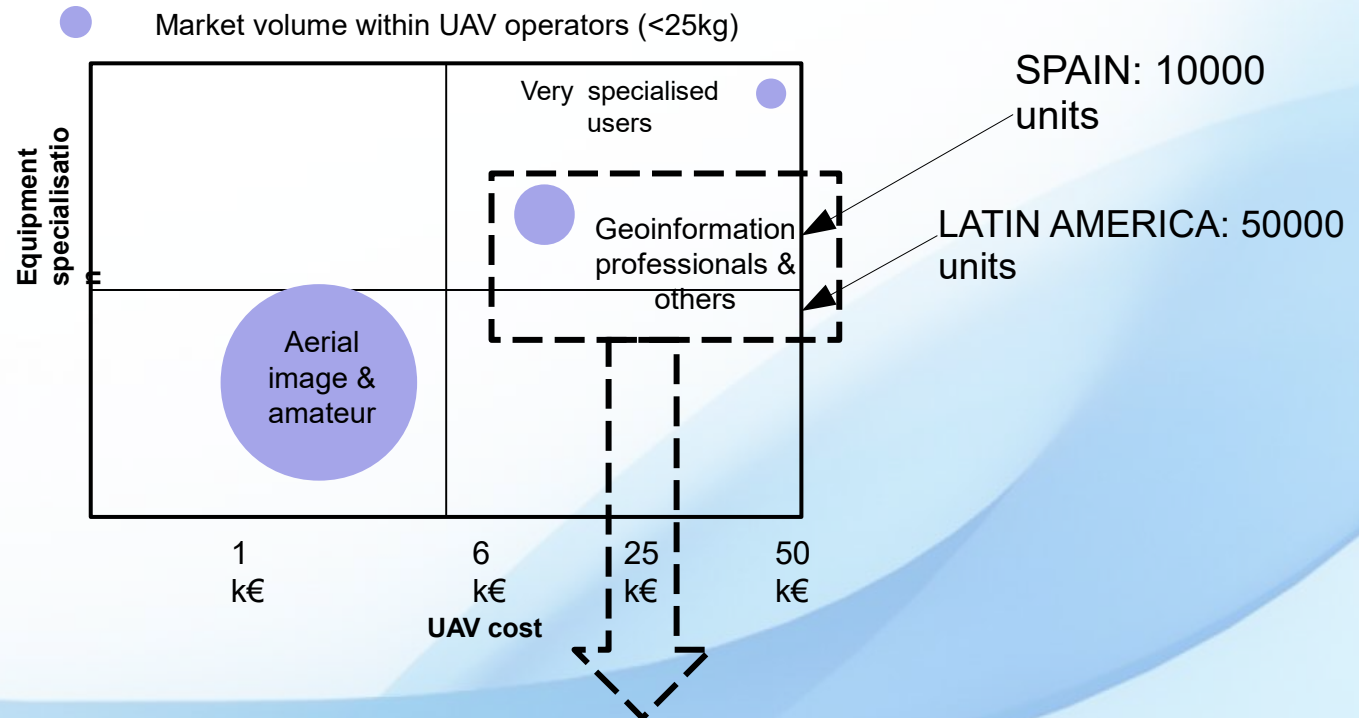 Market volume within UAV operators (<25kg)
Equipment
specialisatio
n
Very specialised
users
Geoinformation
professionals &
others
Aerial
image &
amateur
SPAIN: 10000
units
LATIN AMERICA: 50000
units
1
k€
6
k€
25
k€
50
k€
UAV cost